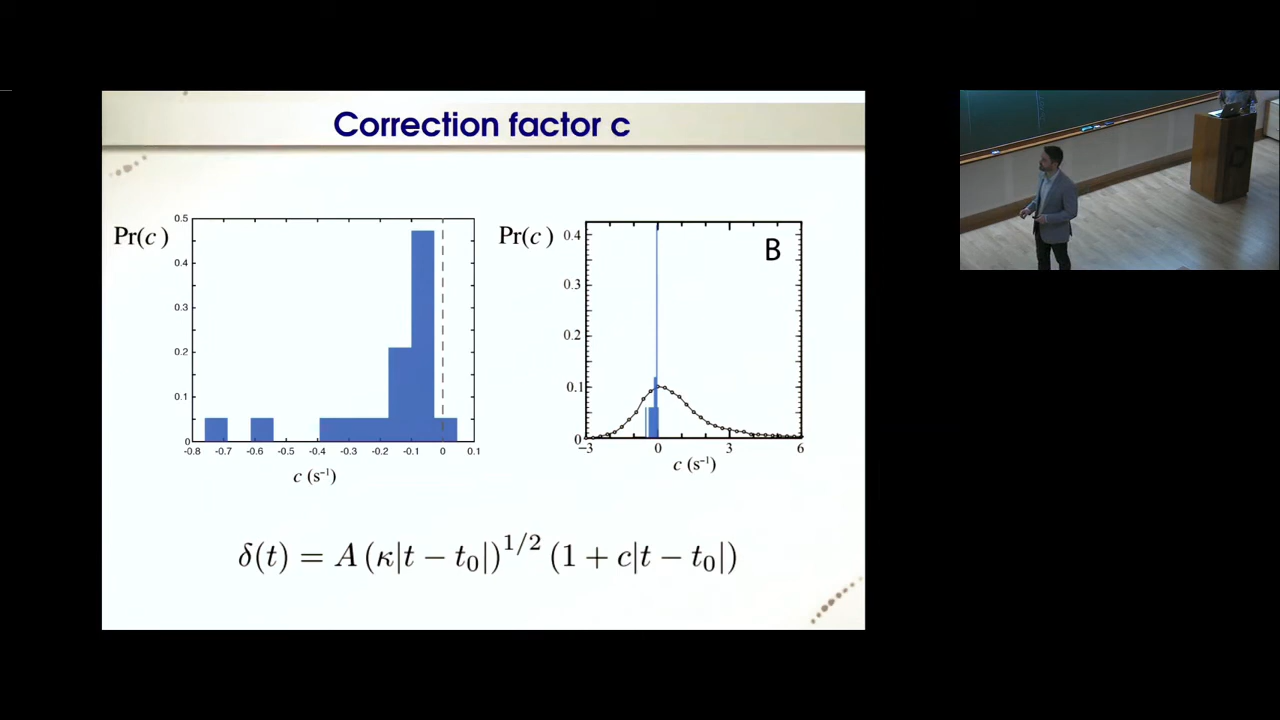 Correction factor c
Pr(c)
0.5
0.4
0.3
0.2
0.1
0
-0.8 -0.7 -0.6 -0.5 -0.4 -0.3 -0.2 -0.1 0 0.1
c (s⁻¹)
Pr(c)
B
0.4
0.3
0.2
0.1
0
−3 0 3 6
c (s⁻¹)
δ(t) = A (κ|t − t₀|)^{1/2} (1 + c|t − t₀|)